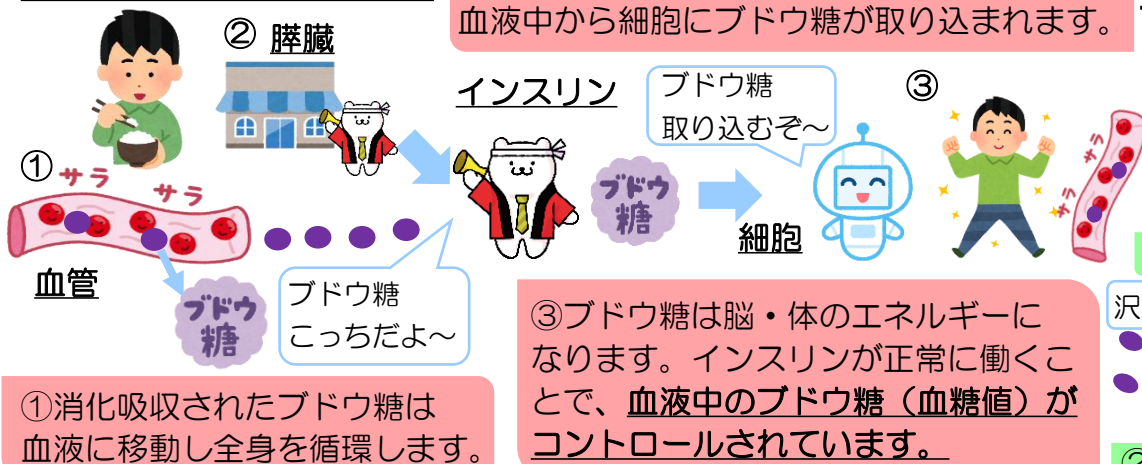 血液中から細胞にブドウ糖が取り込まれます。
② 膵臓
インスリン
ブドウ糖
取り込むぞ～
③
①
サラ
サラ
ブドウ
糖
細胞
サラ
サラ
血管
ブドウ
糖
ブドウ糖
こっちだよ～
①消化吸収されたブドウ糖は
血液に移動し全身を循環します。
③ブドウ糖は脳・体のエネルギーに
なります。インスリンが正常に働くこ
とで、血液中のブドウ糖（血糖値）が
コントロールされています。
沢